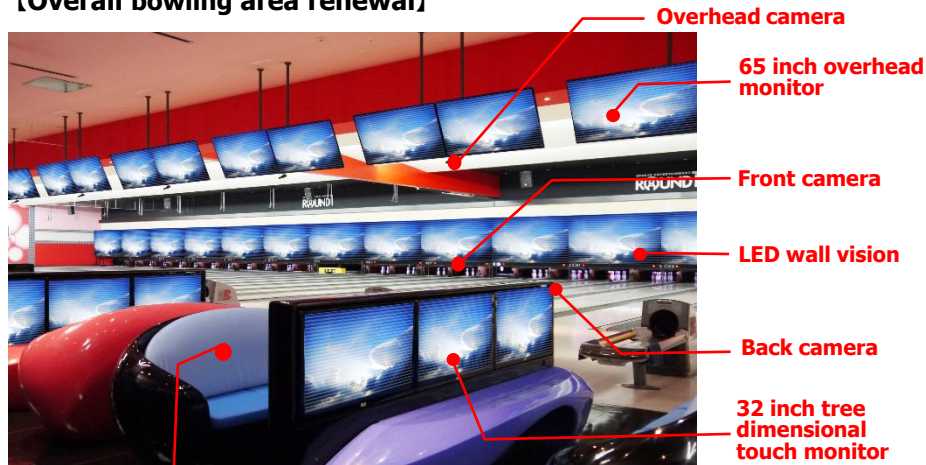 【Overall bowling area renewal】
Overhead camera
65 inch overhead
monitor
ROUND1
ROUND1
Front camera
LED wall vision
Back camera
32 inch tree
dimensional
touch monitor